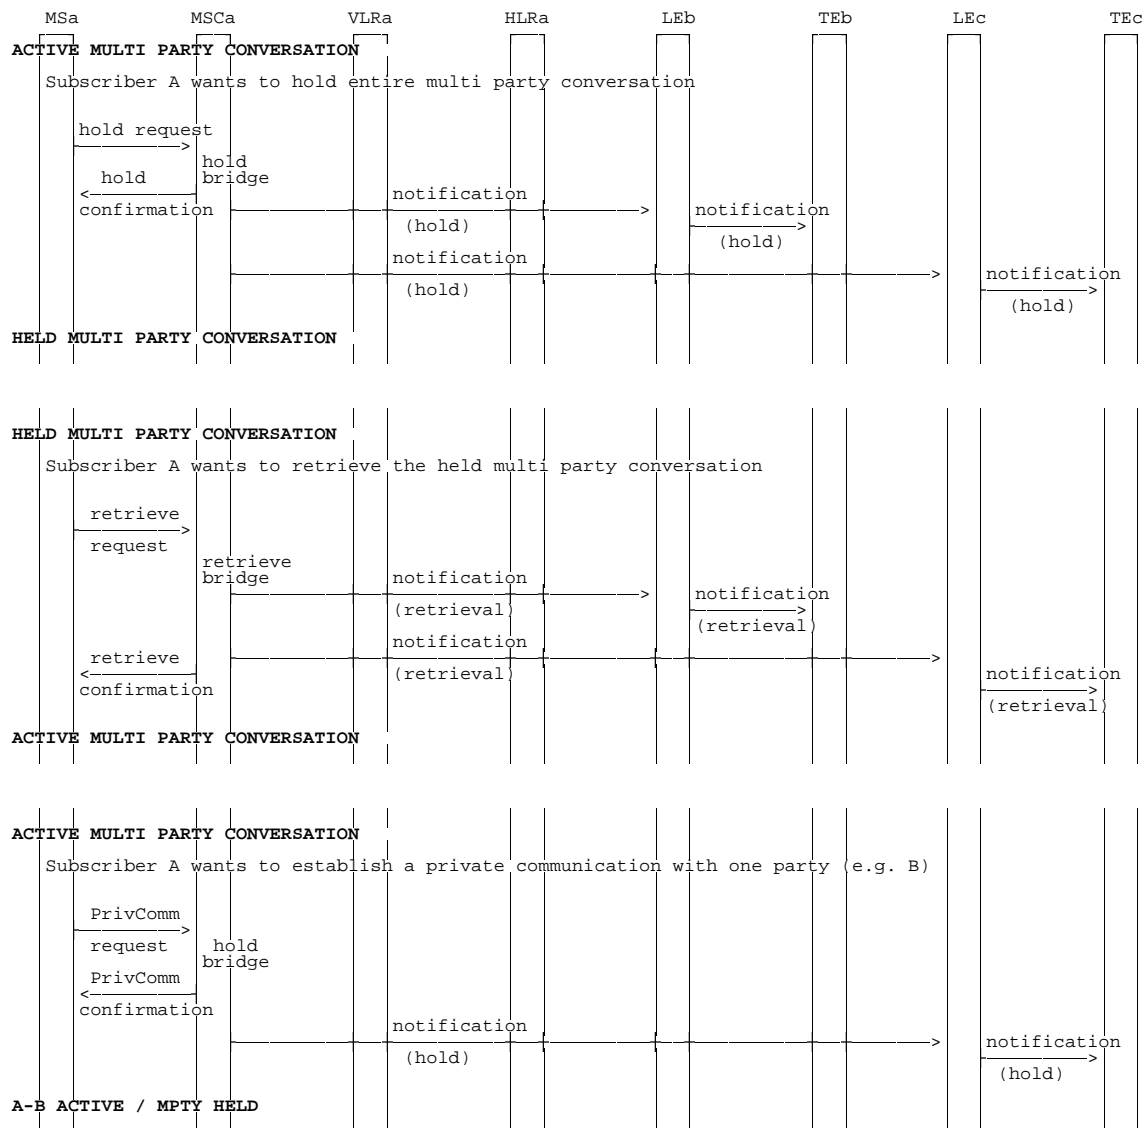 MSa MSCa VLRa HLRa LEb TEb LEc TEc
ACTIVE MULTI PARTY CONVERSATION
Subscriber A wants to hold entire multi party conversation
hold request
hold
hold bridge
notification
confirmation notification
(hold) (hold)
notification notification
(hold) (hold)
HELD MULTI PARTY CONVERSATION
HELD MULTI PARTY CONVERSATION
Subscriber A wants to retrieve the held multi party conversation
retrieve
request
retrieve
bridge notification notification
(retrieval) (retrieval)
notification
retrieve (retrieval) notification
confirmation (retrieval)
ACTIVE MULTI PARTY CONVERSATION
ACTIVE MULTI PARTY CONVERSATION
Subscriber A wants to establish a private communication with one party (e.g. B)
PrivComm
request hold
bridge
PrivComm
confirmation
notification notification
(hold) (hold)
A-B ACTIVE / MPTY HELD